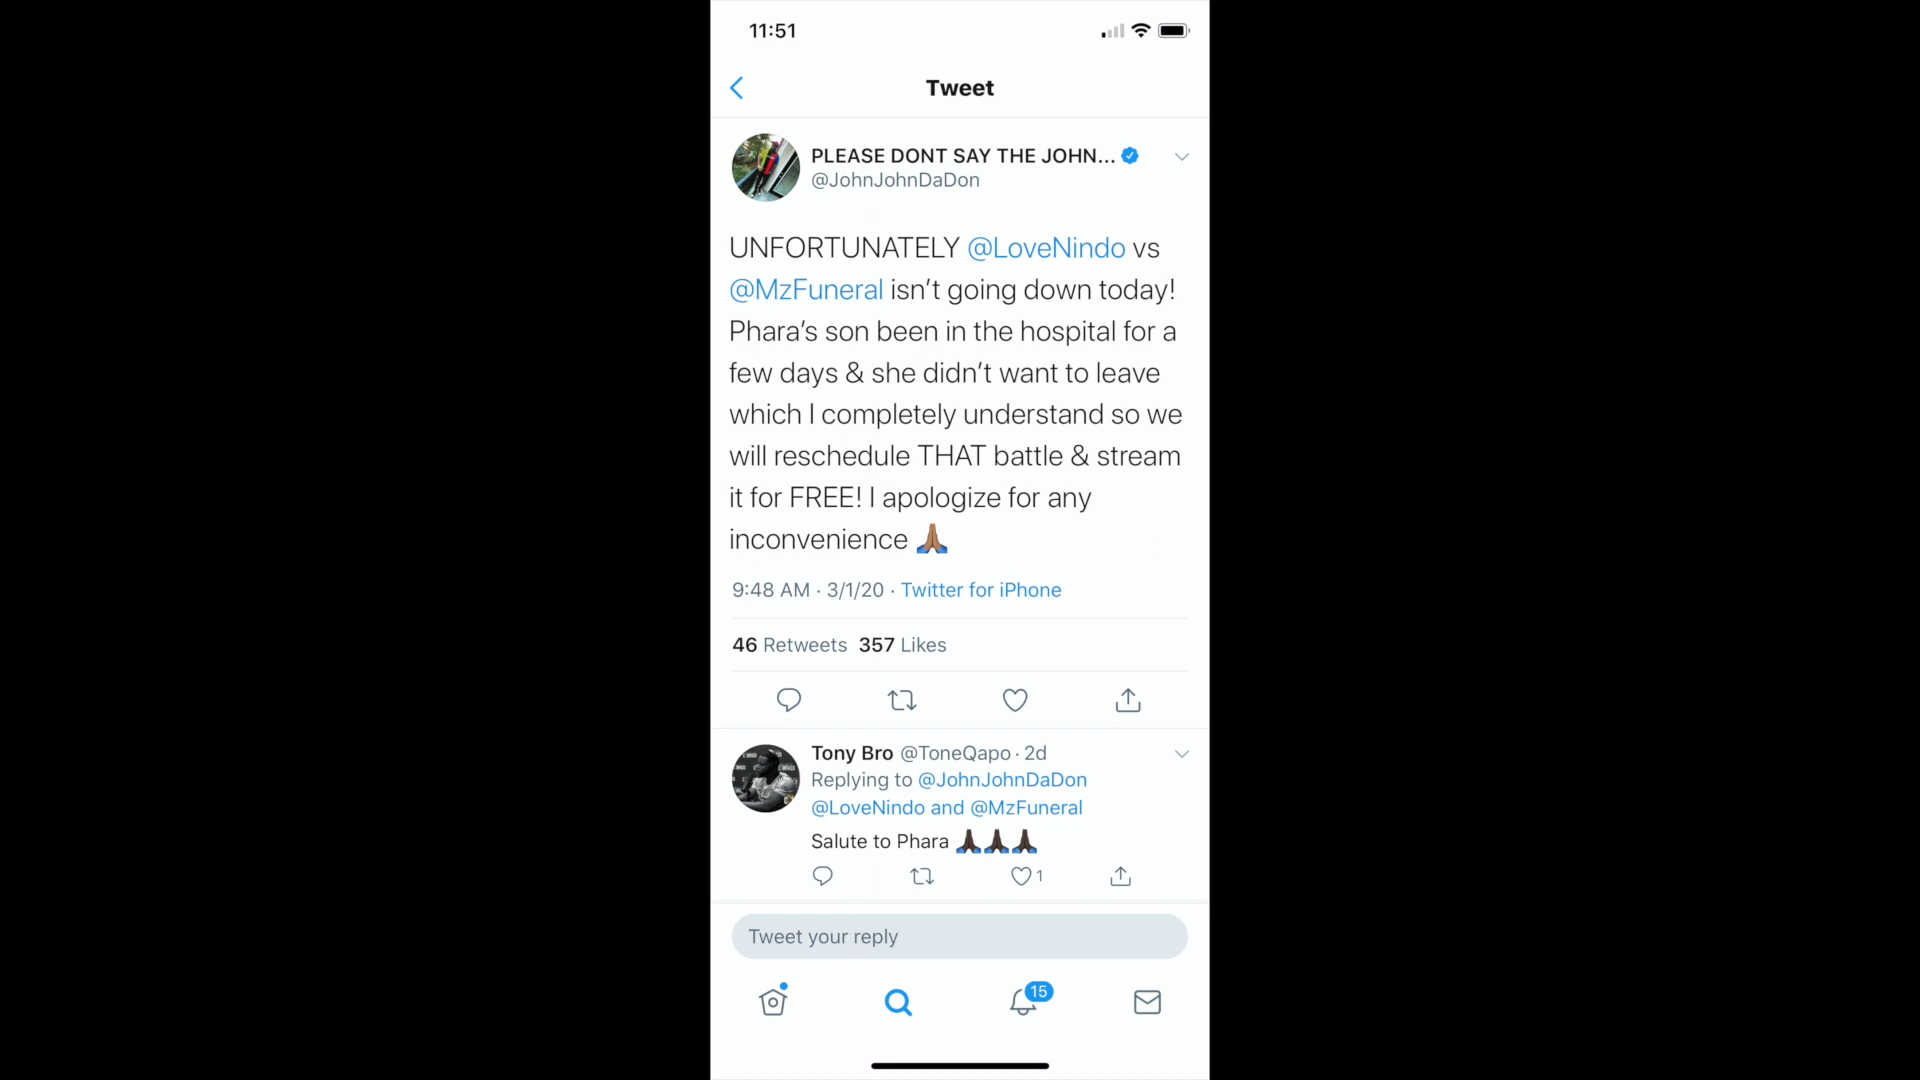 11:51
Tweet
PLEASE DONT SAY THE JOHN...
@JohnJohnDaDon
UNFORTUNATELY @LoveNindo vs
@MzFuneral isn’t going down today!
Phara’s son been in the hospital for a
few days & she didn’t want to leave
which I completely understand so we
will reschedule THAT battle & stream
it for FREE! I apologize for any
inconvenience 🙏🏽
9:48 AM · 3/1/20 · Twitter for iPhone
46 Retweets 357 Likes
Tony Bro @ToneQapo · 2d
Replying to @JohnJohnDaDon
@LoveNindo and @MzFuneral
Salute to Phara 🙏🏿🙏🏿🙏🏿
1
Tweet your reply
15